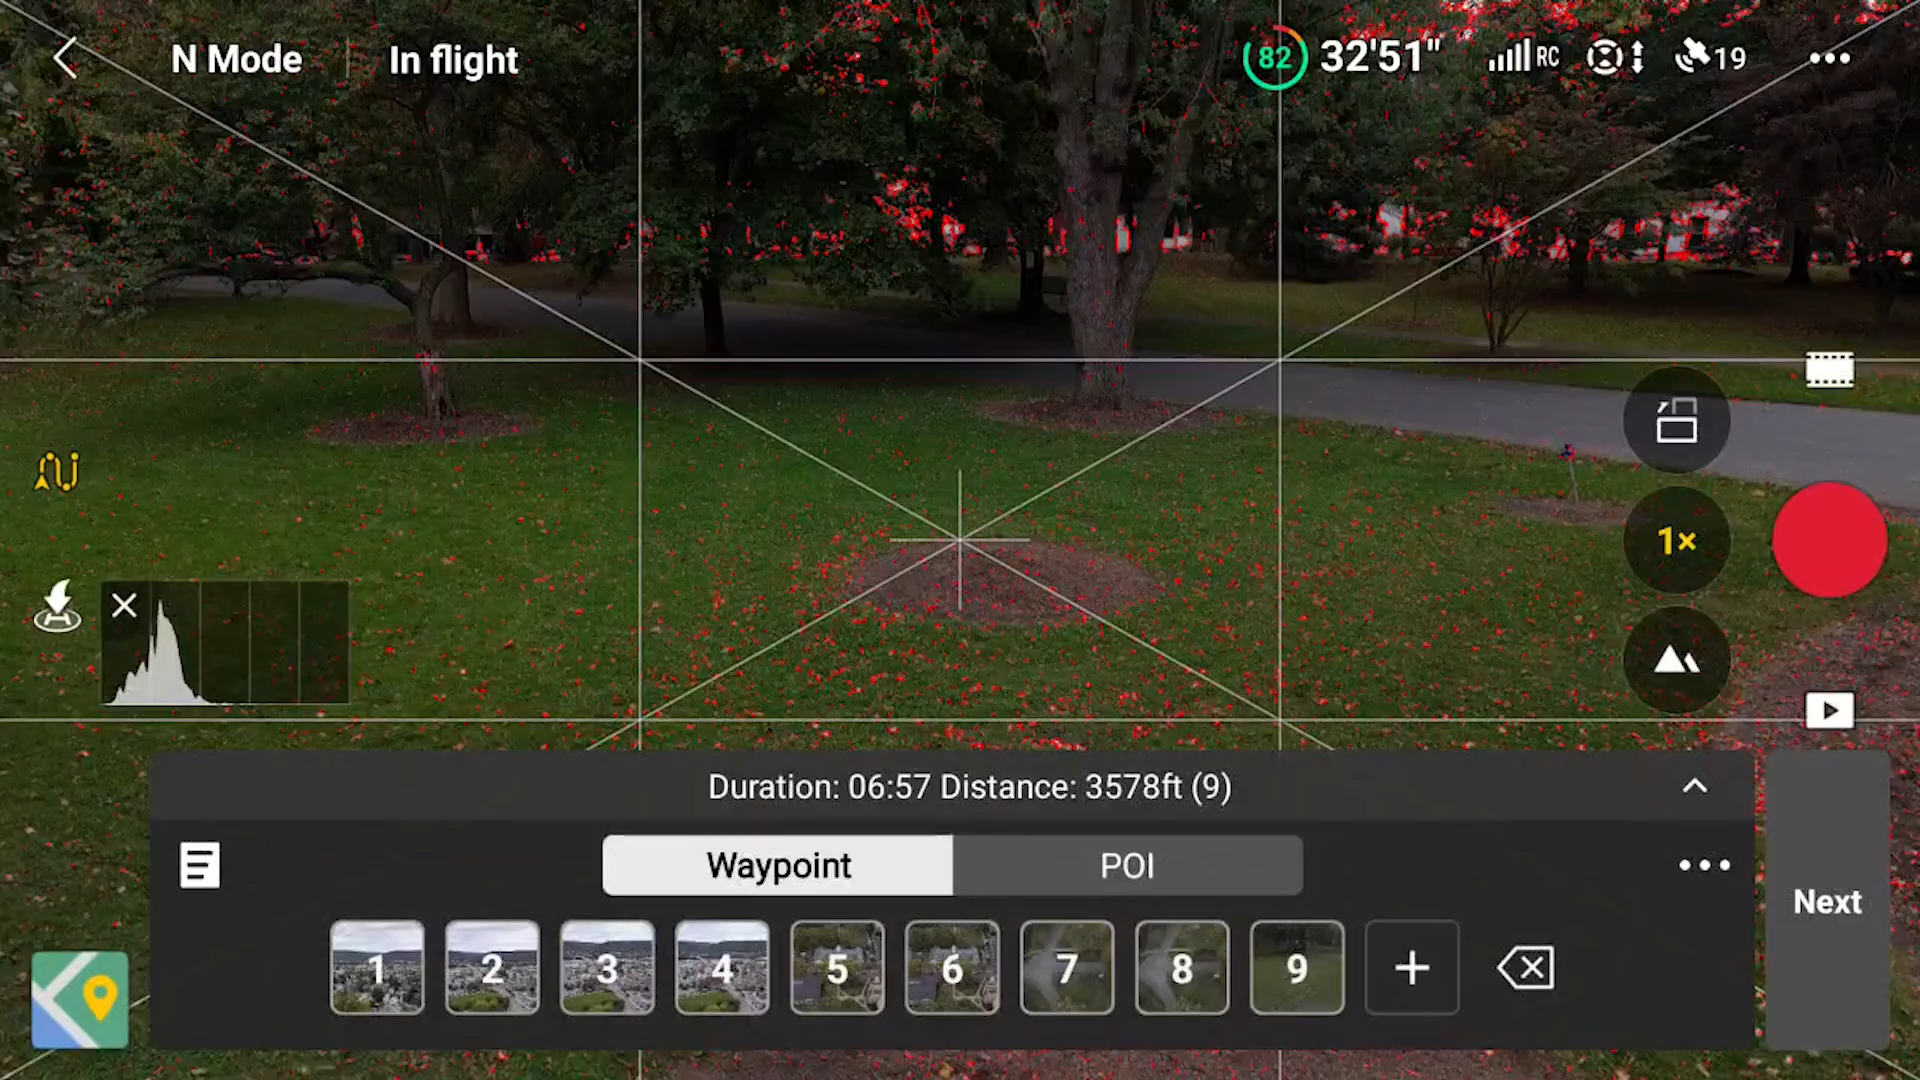 N Mode
In flight
82
32'51"
RC
19
1×
Duration: 06:57 Distance: 3578ft (9)
Waypoint
POI
Next
1
2
3
4
5
6
7
8
9